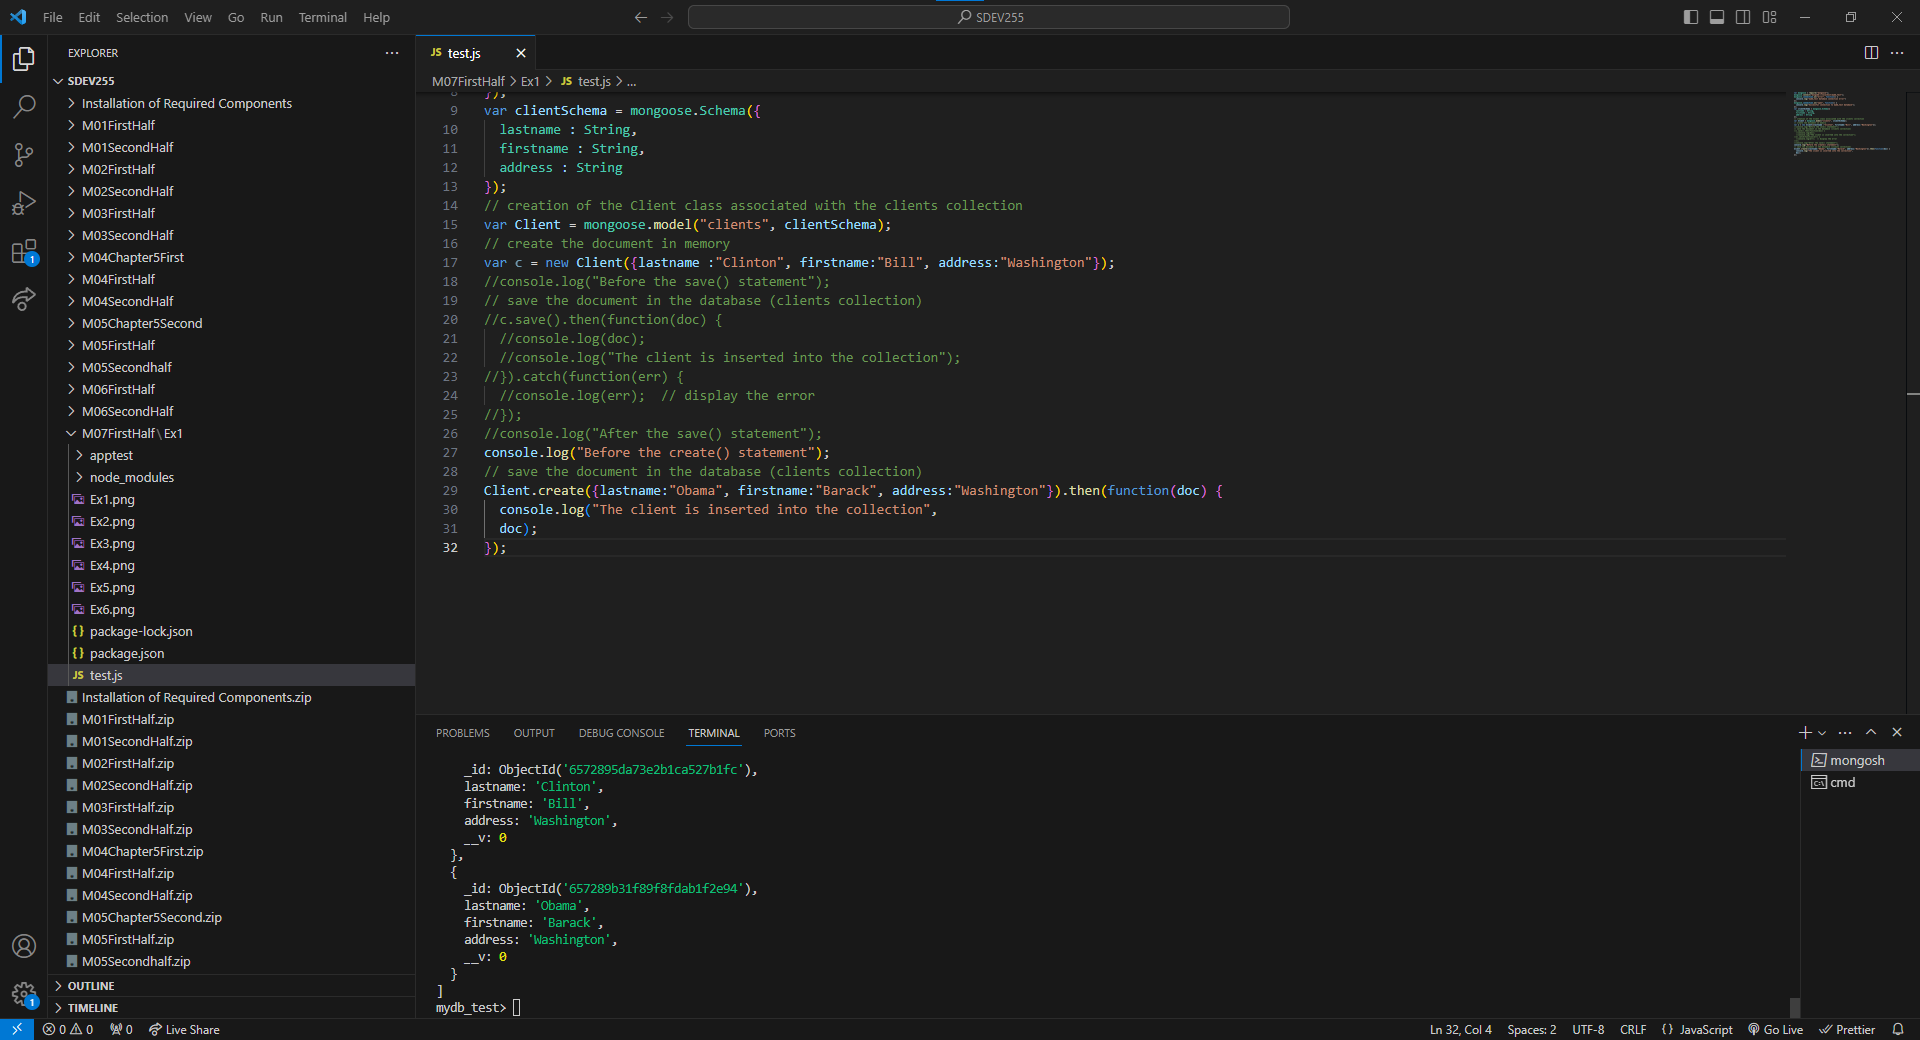 File Edit Selection View Go Run Terminal Help
SDEV255
EXPLORER
SDEV255
Installation of Required Components
M01FirstHalf
M01SecondHalf
M02FirstHalf
M02SecondHalf
M03FirstHalf
M03SecondHalf
M04Chapter5First
M04FirstHalf
M04SecondHalf
M05Chapter5Second
M05FirstHalf
M05Secondhalf
M06FirstHalf
M06SecondHalf
M07FirstHalf\Ex1
apptest
node_modules
Ex1.png
Ex2.png
Ex3.png
Ex4.png
Ex5.png
Ex6.png
{} package-lock.json
{} package.json
JS test.js
Installation of Required Components.zip
M01FirstHalf.zip
M01SecondHalf.zip
M02FirstHalf.zip
M02SecondHalf.zip
M03FirstHalf.zip
M03SecondHalf.zip
M04Chapter5First.zip
M04FirstHalf.zip
M04SecondHalf.zip
M05Chapter5Second.zip
M05FirstHalf.zip
M05Secondhalf.zip
OUTLINE
TIMELINE
JS test.js
M07FirstHalf > Ex1 > JS test.js > ...
8 });
9 var clientSchema = mongoose.Schema({
10 lastname : String,
11 firstname : String,
12 address : String
13 });
14 // creation of the Client class associated with the clients collection
15 var Client = mongoose.model("clients", clientSchema);
16 // create the document in memory
17 var c = new Client({lastname :"Clinton", firstname:"Bill", address:"Washington"});
18 //console.log("Before the save() statement");
19 // save the document in the database (clients collection)
20 //c.save().then(function(doc) {
21 //console.log(doc);
22 //console.log("The client is inserted into the collection");
23 //}).catch(function(err) {
24 //console.log(err);  // display the error
25 //});
26 //console.log("After the save() statement");
27 console.log("Before the create() statement");
28 // save the document in the database (clients collection)
29 Client.create({lastname:"Obama", firstname:"Barack", address:"Washington"}).then(function(doc) {
30 console.log("The client is inserted into the collection",
31 doc);
32 });
PROBLEMS OUTPUT DEBUG CONSOLE TERMINAL PORTS
_id: ObjectId('6572895da73e2b1ca527b1fc'),
lastname: 'Clinton',
firstname: 'Bill',
address: 'Washington',
__v: 0
},
{
_id: ObjectId('657289b31f89f8fdab1f2e94'),
lastname: 'Obama',
firstname: 'Barack',
address: 'Washington',
__v: 0
}
]
mydb_test>
mongosh
cmd
1
1
0 0 0 Live Share
Ln 32, Col 4 Spaces: 2 UTF-8 CRLF {} JavaScript Go Live Prettier